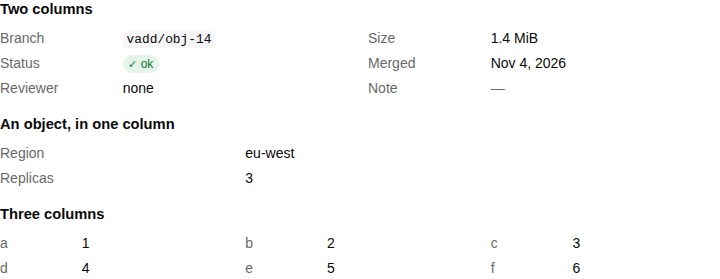 Two columns
Branch vadd/obj-14 Size 1.4 MiB
Status ✓ ok Merged Nov 4, 2026
Reviewer none Note —
An object, in one column
Region eu-west
Replicas 3
Three columns
a 1 b 2 c 3
d 4 e 5 f 6